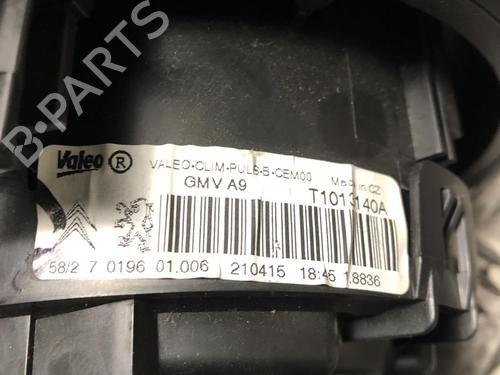 B-PARTS
Valeo ® VALEO-CLIM-PULS-B-CEM00 Made in CZ
GMV A9 T1013140A
58/2 7 0196 01.006 210415 18:45 18836